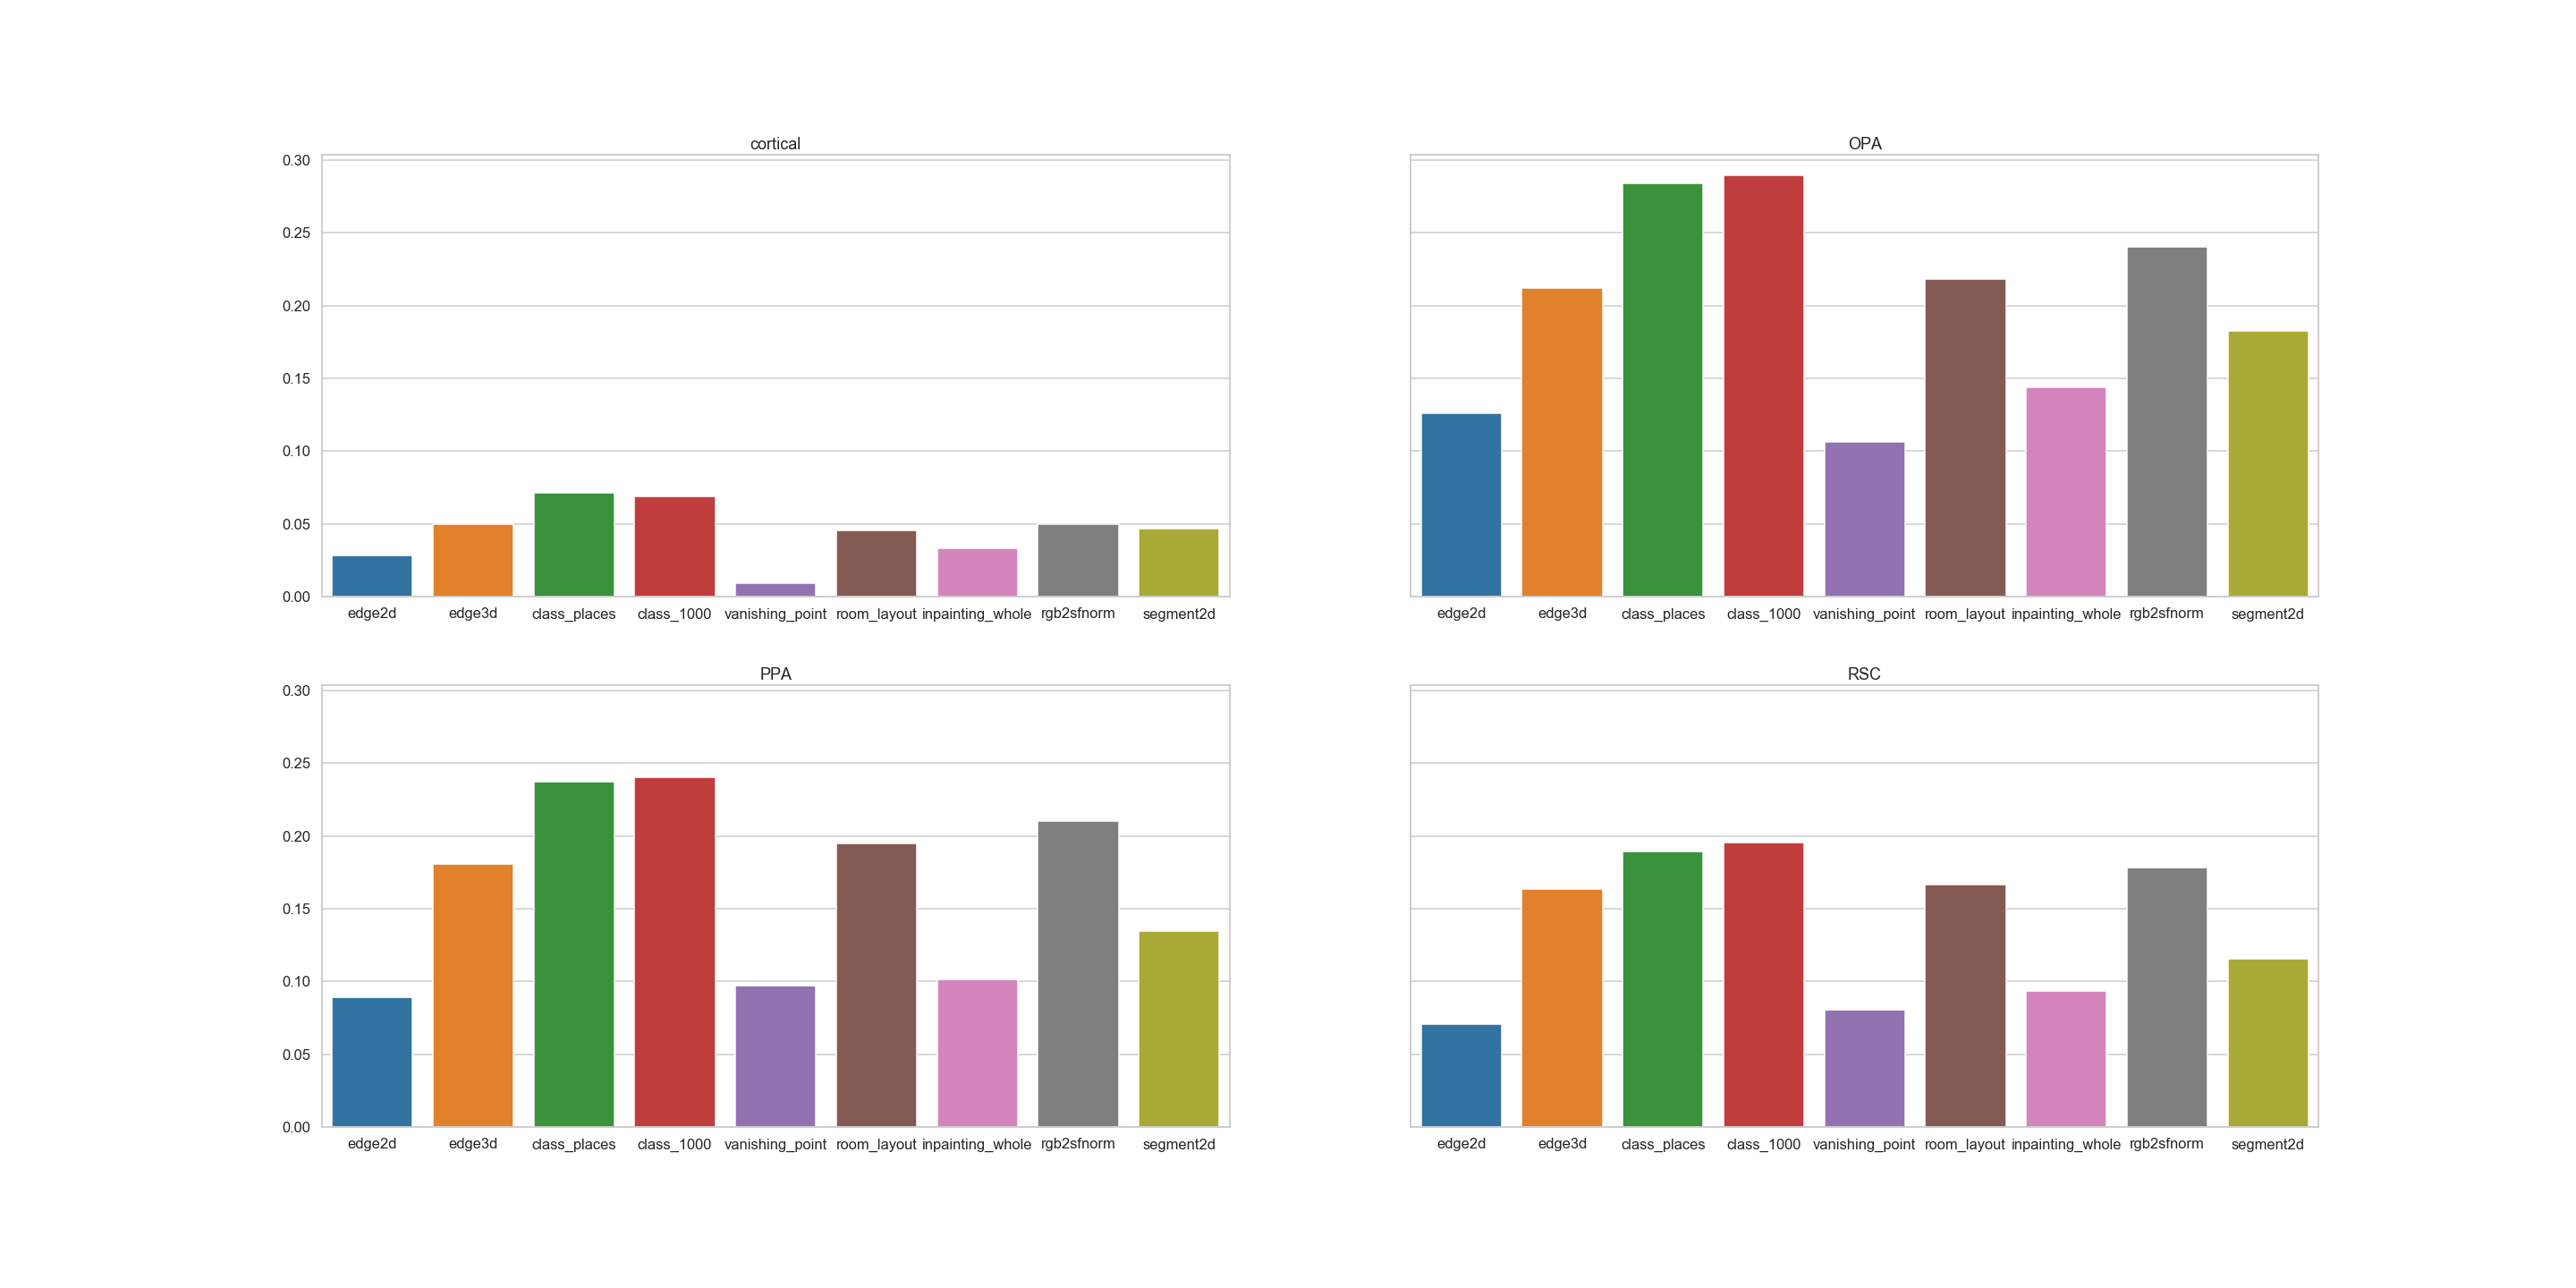 cortical
0.30
0.25
0.20
0.15
0.10
0.05
0.00
edge2d edge3d class_places class_1000 vanishing_point room_layout inpainting_whole rgb2sfnorm segment2d
OPA
edge2d edge3d class_places class_1000 vanishing_point room_layout inpainting_whole rgb2sfnorm segment2d
PPA
0.30
0.25
0.20
0.15
0.10
0.05
0.00
edge2d edge3d class_places class_1000 vanishing_point room_layout inpainting_whole rgb2sfnorm segment2d
RSC
edge2d edge3d class_places class_1000 vanishing_point room_layout inpainting_whole rgb2sfnorm segment2d